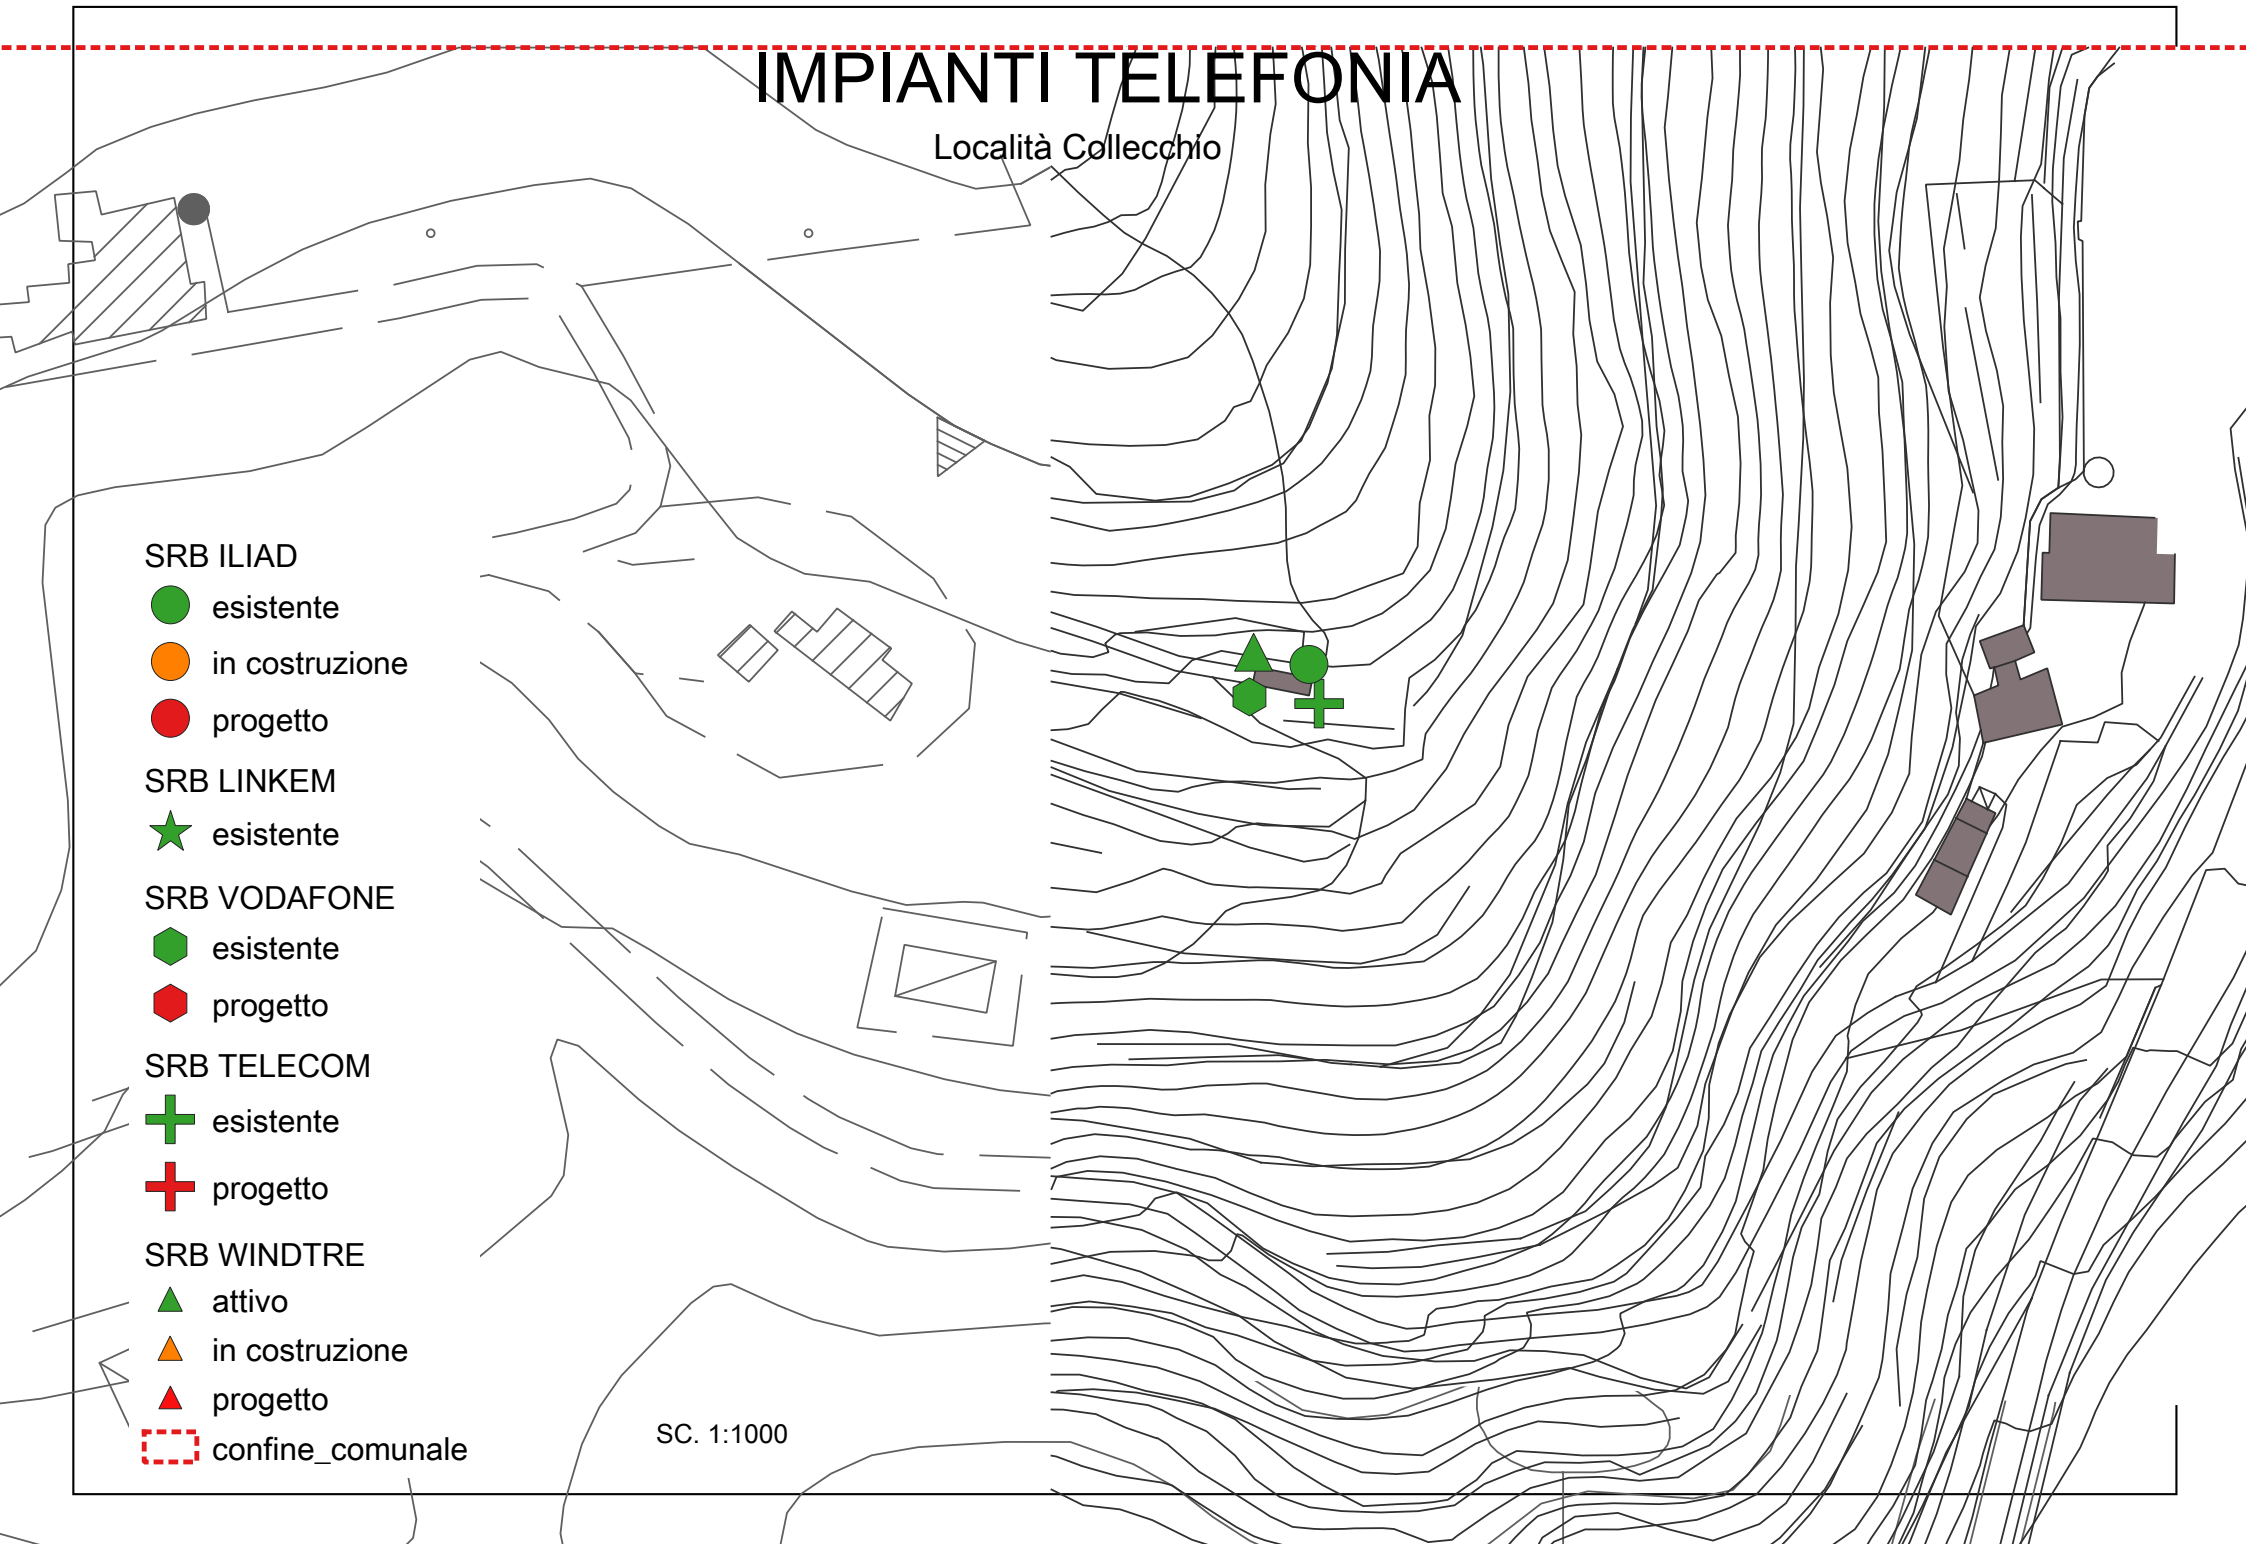 IMPIANTI TELEFONIA
Località Collecchio
SRB ILIAD
esistente
in costruzione
progetto
SRB LINKEM
esistente
SRB VODAFONE
esistente
progetto
SRB TELECOM
esistente
progetto
SRB WINDTRE
attivo
in costruzione
progetto
confine_comunale
SC. 1:1000